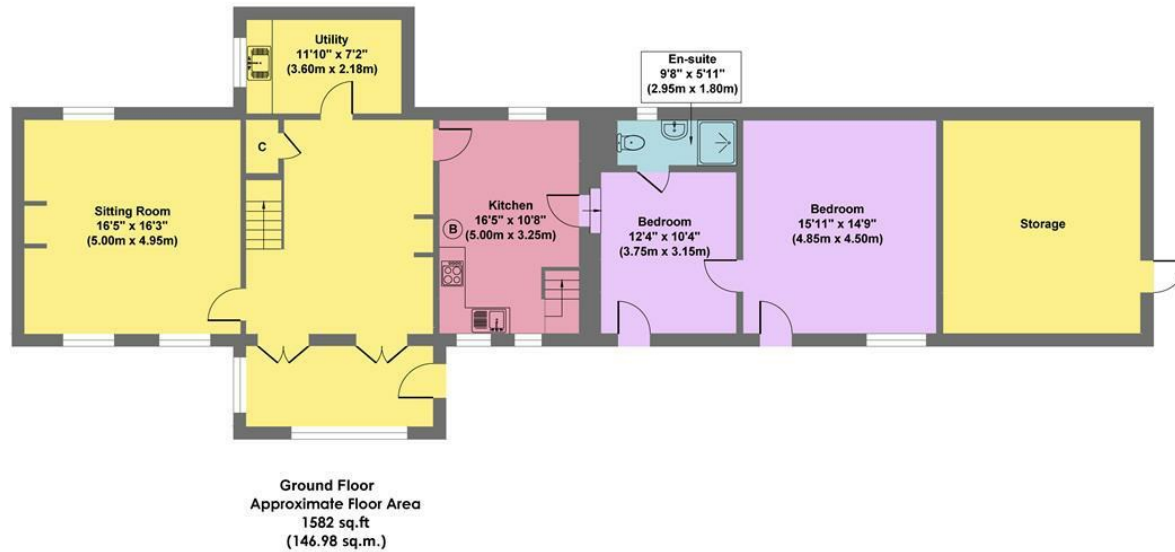 Utility
11'10" x 7'2"
(3.60m x 2.18m)
En-suite
9'8" x 5'11"
(2.95m x 1.80m)
C
Sitting Room
16'5" x 16'3"
(5.00m x 4.95m)
Kitchen
16'5" x 10'8"
(5.00m x 3.25m)
B
Bedroom
12'4" x 10'4"
(3.75m x 3.15m)
Bedroom
15'11" x 14'9"
(4.85m x 4.50m)
Storage
Ground Floor
Approximate Floor Area
1582 sq.ft
(146.98 sq.m.)